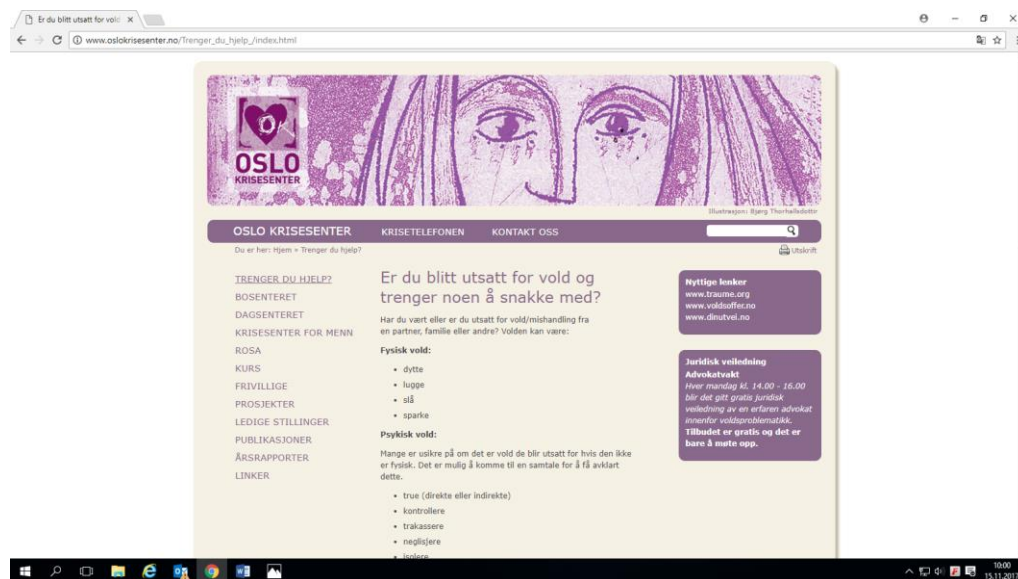 Er du blitt utsatt for vold
www.oslokrisesenter.no/Trenger_du_hjelp_/index.html
OK
OSLO
KRISESENTER
Illustrasjon: Bjørg Thorhallsdottir
OSLO KRISESENTER KRISETELEFONEN KONTAKT OSS
Du er her: Hjem » Trenger du hjelp?
Utskrift
TRENGER DU HJELP?
BOSENTERET
DAGSENTERET
KRISESENTER FOR MENN
ROSA
KURS
FRIVILLIGE
PROSJEKTER
LEDIGE STILLINGER
PUBLIKASJONER
ÅRSRAPPORTER
LINKER
Er du blitt utsatt for vold og
trenger noen å snakke med?
Har du vært eller er du utsatt for vold/mishandling fra
en partner, familie eller andre? Volden kan være:
Fysisk vold:
• dytte
• lugge
• slå
• sparke
Psykisk vold:
Mange er usikre på om det er vold de blir utsatt for hvis den ikke
er fysisk. Det er mulig å komme til en samtale for å få avklart
dette.
• true (direkte eller indirekte)
• kontrollere
• trakassere
• neglisjere
• isolere
Nyttige lenker
www.traume.org
www.voldsoffer.no
www.dinutvei.no
Juridisk veiledning
Advokatvakt
Hver mandag kl. 14.00 - 16.00
blir det gitt gratis juridisk
veiledning av en erfaren advokat
innenfor voldsproblematikk.
Tilbudet er gratis og det er
bare å møte opp.
10:00
15.11.2017